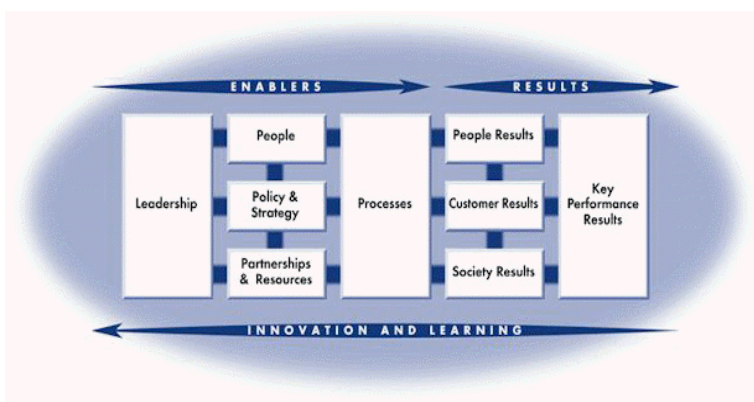 ENABLERS
RESULTS
Leadership
People
Policy &
Strategy
Partnerships
& Resources
Processes
People Results
Customer Results
Society Results
Key
Performance
Results
INNOVATION AND LEARNING